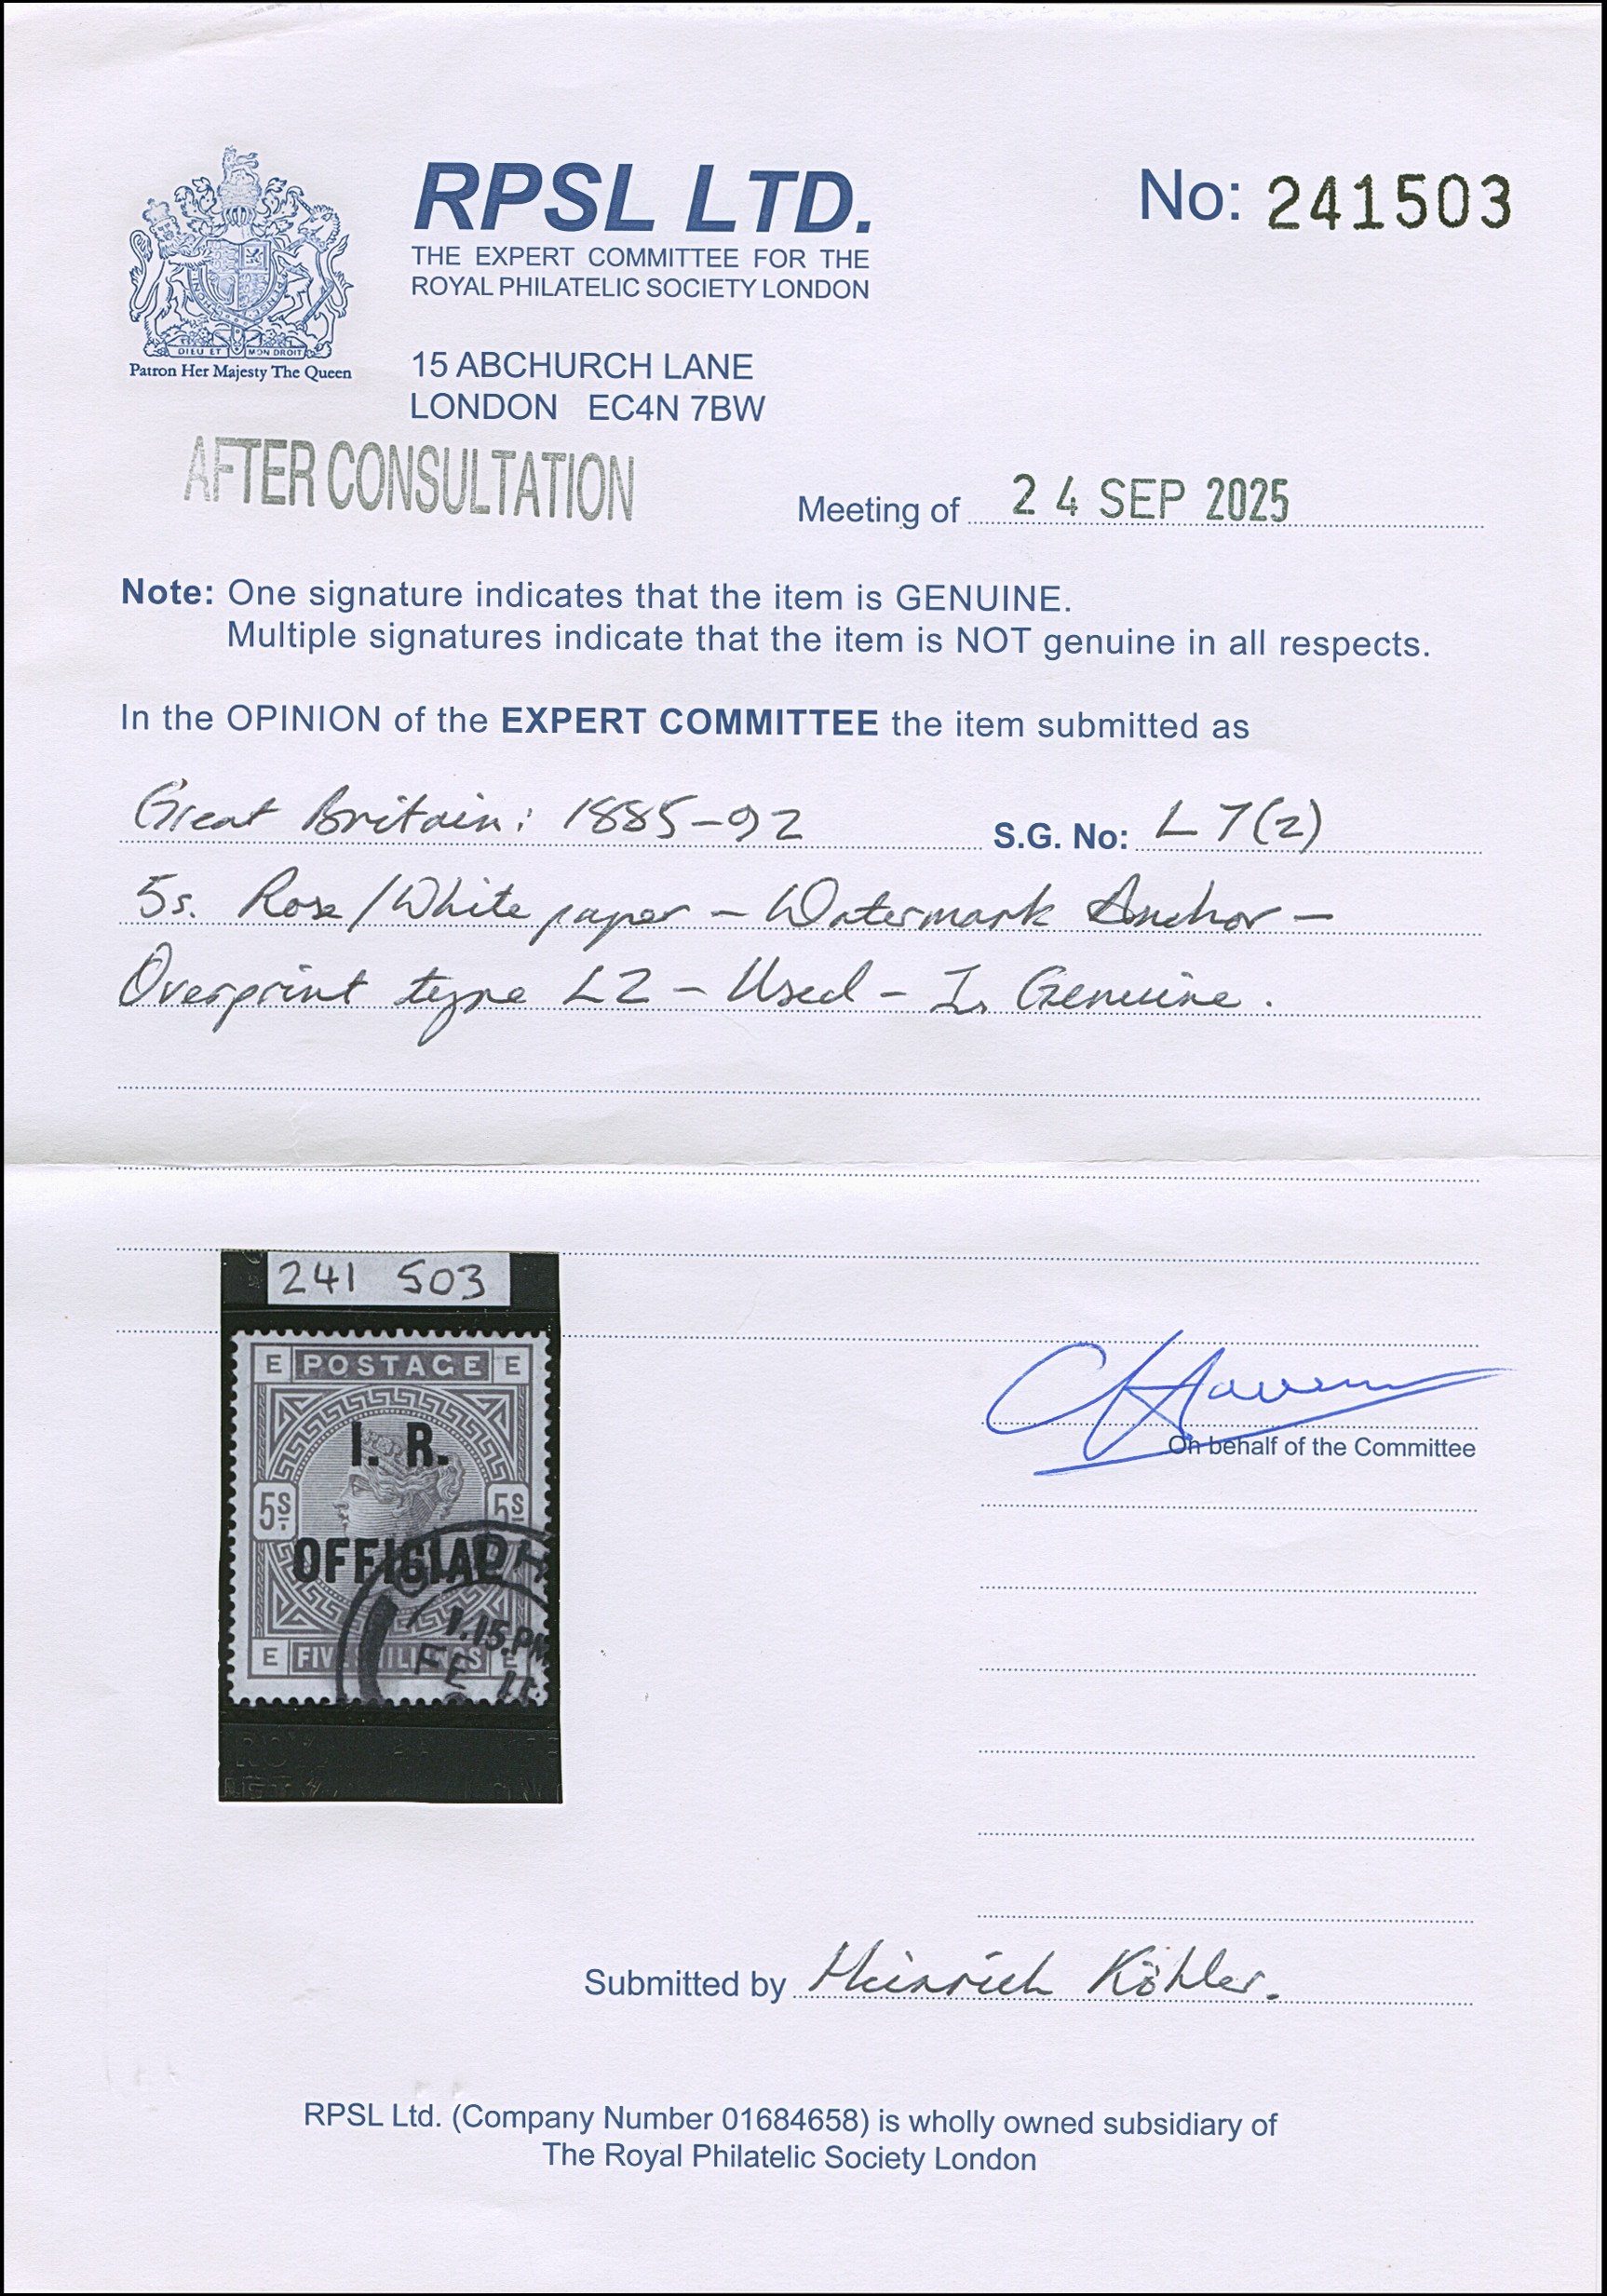 RPSL LTD.
No: 241503
THE EXPERT COMMITTEE FOR THE
ROYAL PHILATELIC SOCIETY LONDON
DIEU ET MON DROIT
Patron Her Majesty The Queen
15 ABCHURCH LANE
LONDON EC4N 7BW
AFTER CONSULTATION
Meeting of 24 SEP 2025
Note: One signature indicates that the item is GENUINE.
Multiple signatures indicate that the item is NOT genuine in all respects.
In the OPINION of the EXPERT COMMITTEE the item submitted as
Great Britain: 1885-92 S.G. No: L7(2)
5s. Rose/White paper - Watermark Anchor -
Overprint type L2 - Used - Is Genuine.
241 503
E POSTAGE E
I. R.
5s 5s
OFFICIAL
1.15.PM
FE 11
E FIVE SHILLINGS E
On behalf of the Committee
Submitted by Heinrich Köhler.
RPSL Ltd. (Company Number 01684658) is wholly owned subsidiary of
The Royal Philatelic Society London